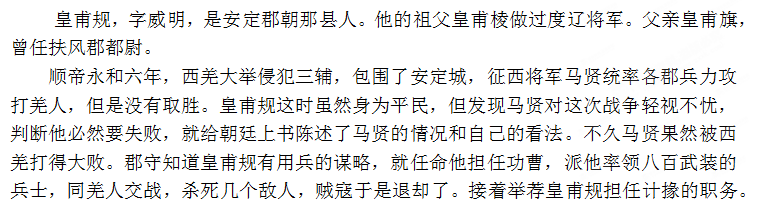 皇甫规，字威明，是安定郡朝那县人。他的祖父皇甫棱做过度辽将军。父亲皇甫旗，
曾任扶风郡都尉。
顺帝永和六年，西羌大举侵犯三辅，包围了安定城，征西将军马贤统率各郡兵力攻
打羌人，但是没有取胜。皇甫规这时虽然身为平民，但发现马贤对这次战争轻视不忧，
判断他必然要失败，就给朝廷上书陈述了马贤的情况和自己的看法。不久马贤果然被西
羌打得大败。郡守知道皇甫规有用兵的谋略，就任命他担任功曹，派他率领八百武装的
兵士，同羌人交战，杀死几个敌人，贼寇于是退却了。接着举荐皇甫规担任计掾的职务。